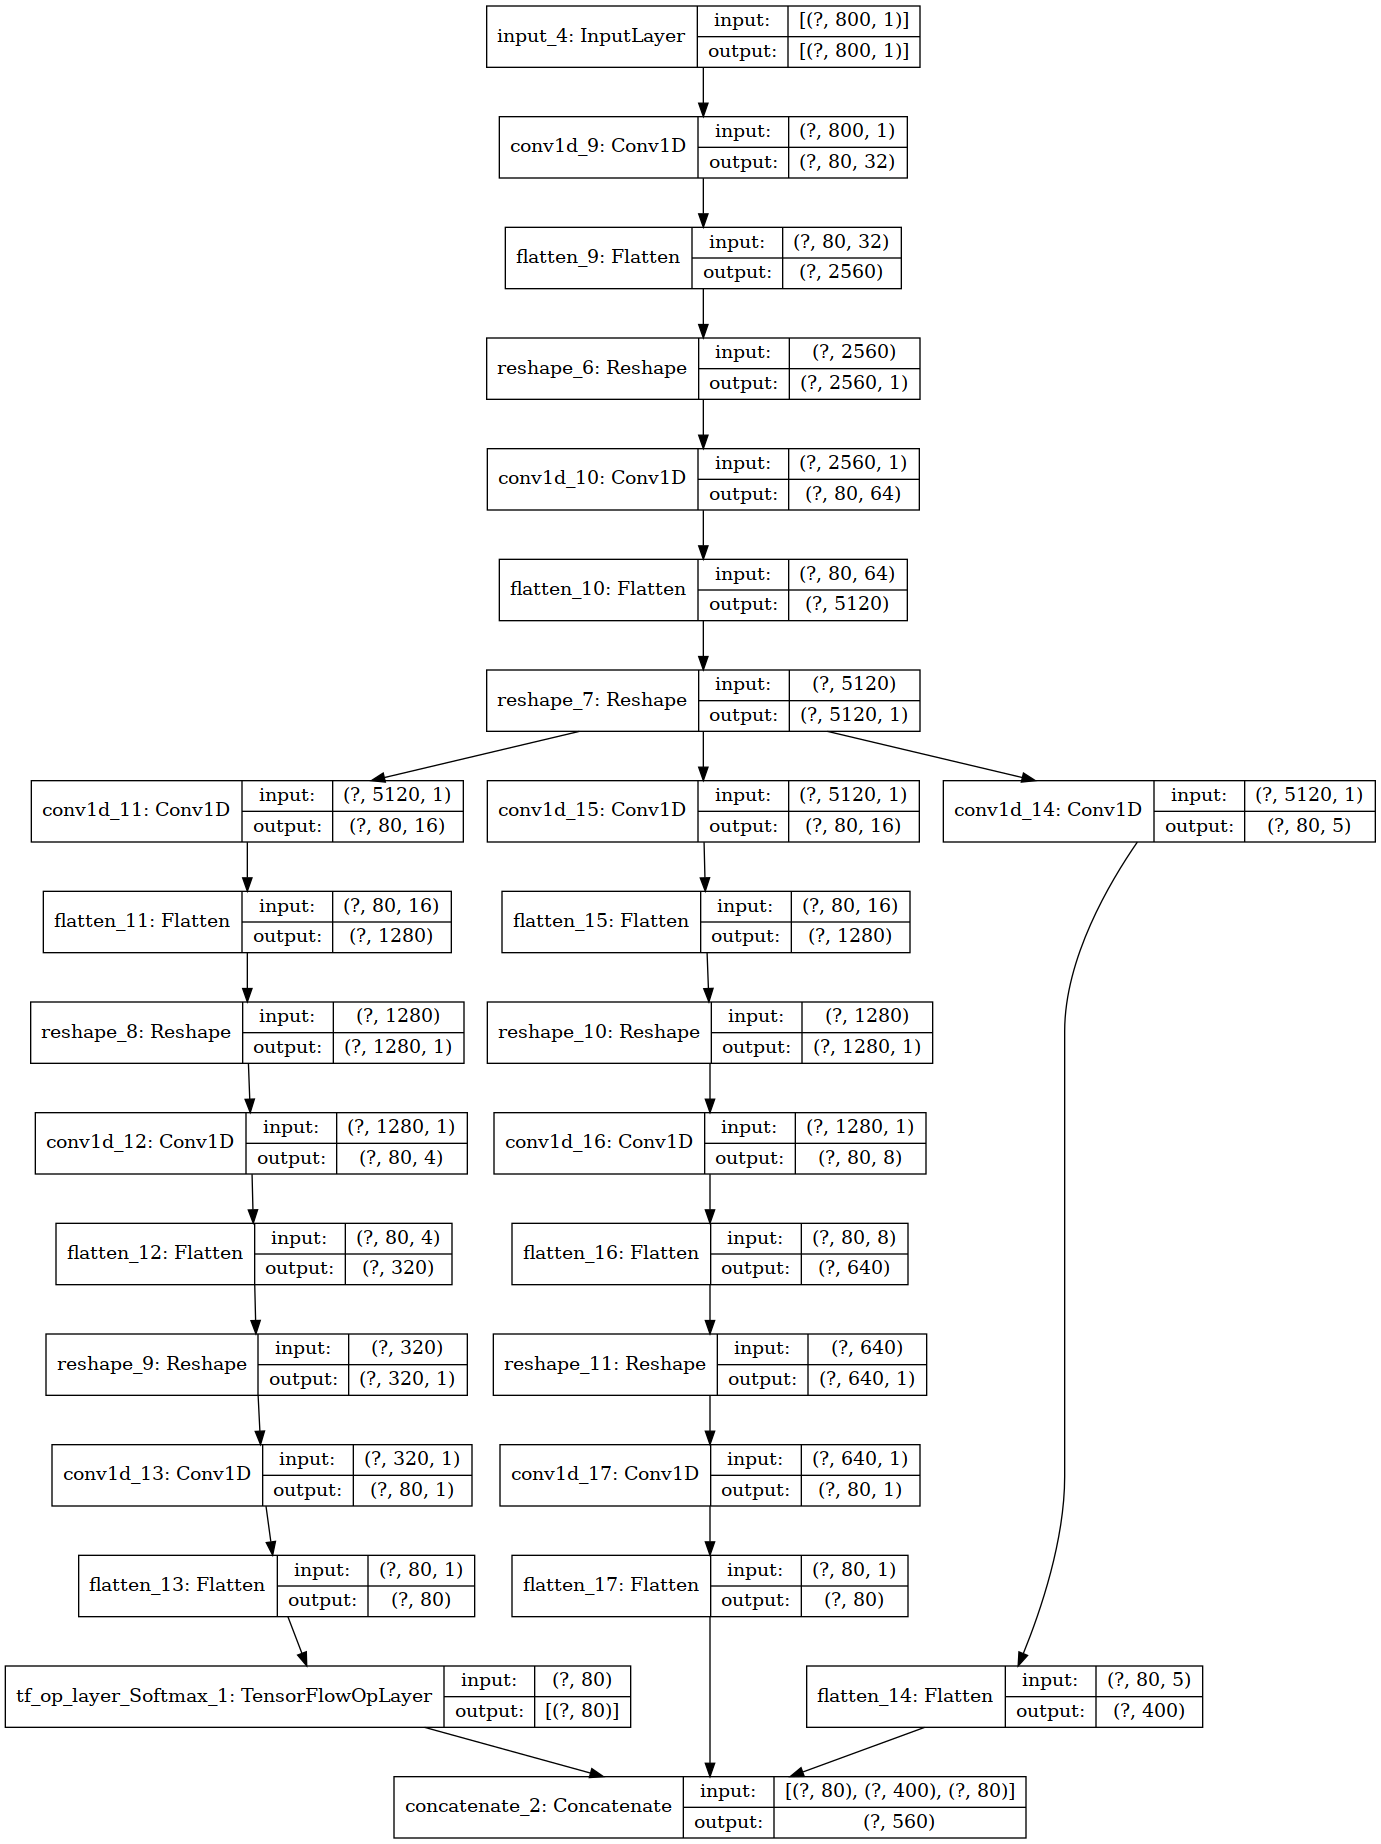 input_4: InputLayer
input: [(?, 800, 1)]
output: [(?, 800, 1)]
conv1d_9: Conv1D
input: (?, 800, 1)
output: (?, 80, 32)
flatten_9: Flatten
input: (?, 80, 32)
output: (?, 2560)
reshape_6: Reshape
input: (?, 2560)
output: (?, 2560, 1)
conv1d_10: Conv1D
input: (?, 2560, 1)
output: (?, 80, 64)
flatten_10: Flatten
input: (?, 80, 64)
output: (?, 5120)
reshape_7: Reshape
input: (?, 5120)
output: (?, 5120, 1)
conv1d_11: Conv1D
input: (?, 5120, 1)
output: (?, 80, 16)
conv1d_15: Conv1D
input: (?, 5120, 1)
output: (?, 80, 16)
conv1d_14: Conv1D
input: (?, 5120, 1)
output: (?, 80, 5)
flatten_11: Flatten
input: (?, 80, 16)
output: (?, 1280)
flatten_15: Flatten
input: (?, 80, 16)
output: (?, 1280)
reshape_8: Reshape
input: (?, 1280)
output: (?, 1280, 1)
reshape_10: Reshape
input: (?, 1280)
output: (?, 1280, 1)
conv1d_12: Conv1D
input: (?, 1280, 1)
output: (?, 80, 4)
conv1d_16: Conv1D
input: (?, 1280, 1)
output: (?, 80, 8)
flatten_12: Flatten
input: (?, 80, 4)
output: (?, 320)
flatten_16: Flatten
input: (?, 80, 8)
output: (?, 640)
reshape_9: Reshape
input: (?, 320)
output: (?, 320, 1)
reshape_11: Reshape
input: (?, 640)
output: (?, 640, 1)
conv1d_13: Conv1D
input: (?, 320, 1)
output: (?, 80, 1)
conv1d_17: Conv1D
input: (?, 640, 1)
output: (?, 80, 1)
flatten_13: Flatten
input: (?, 80, 1)
output: (?, 80)
flatten_17: Flatten
input: (?, 80, 1)
output: (?, 80)
tf_op_layer_Softmax_1: TensorFlowOpLayer
input: (?, 80)
output: [(?, 80)]
flatten_14: Flatten
input: (?, 80, 5)
output: (?, 400)
concatenate_2: Concatenate
input: [(?, 80), (?, 400), (?, 80)]
output: (?, 560)